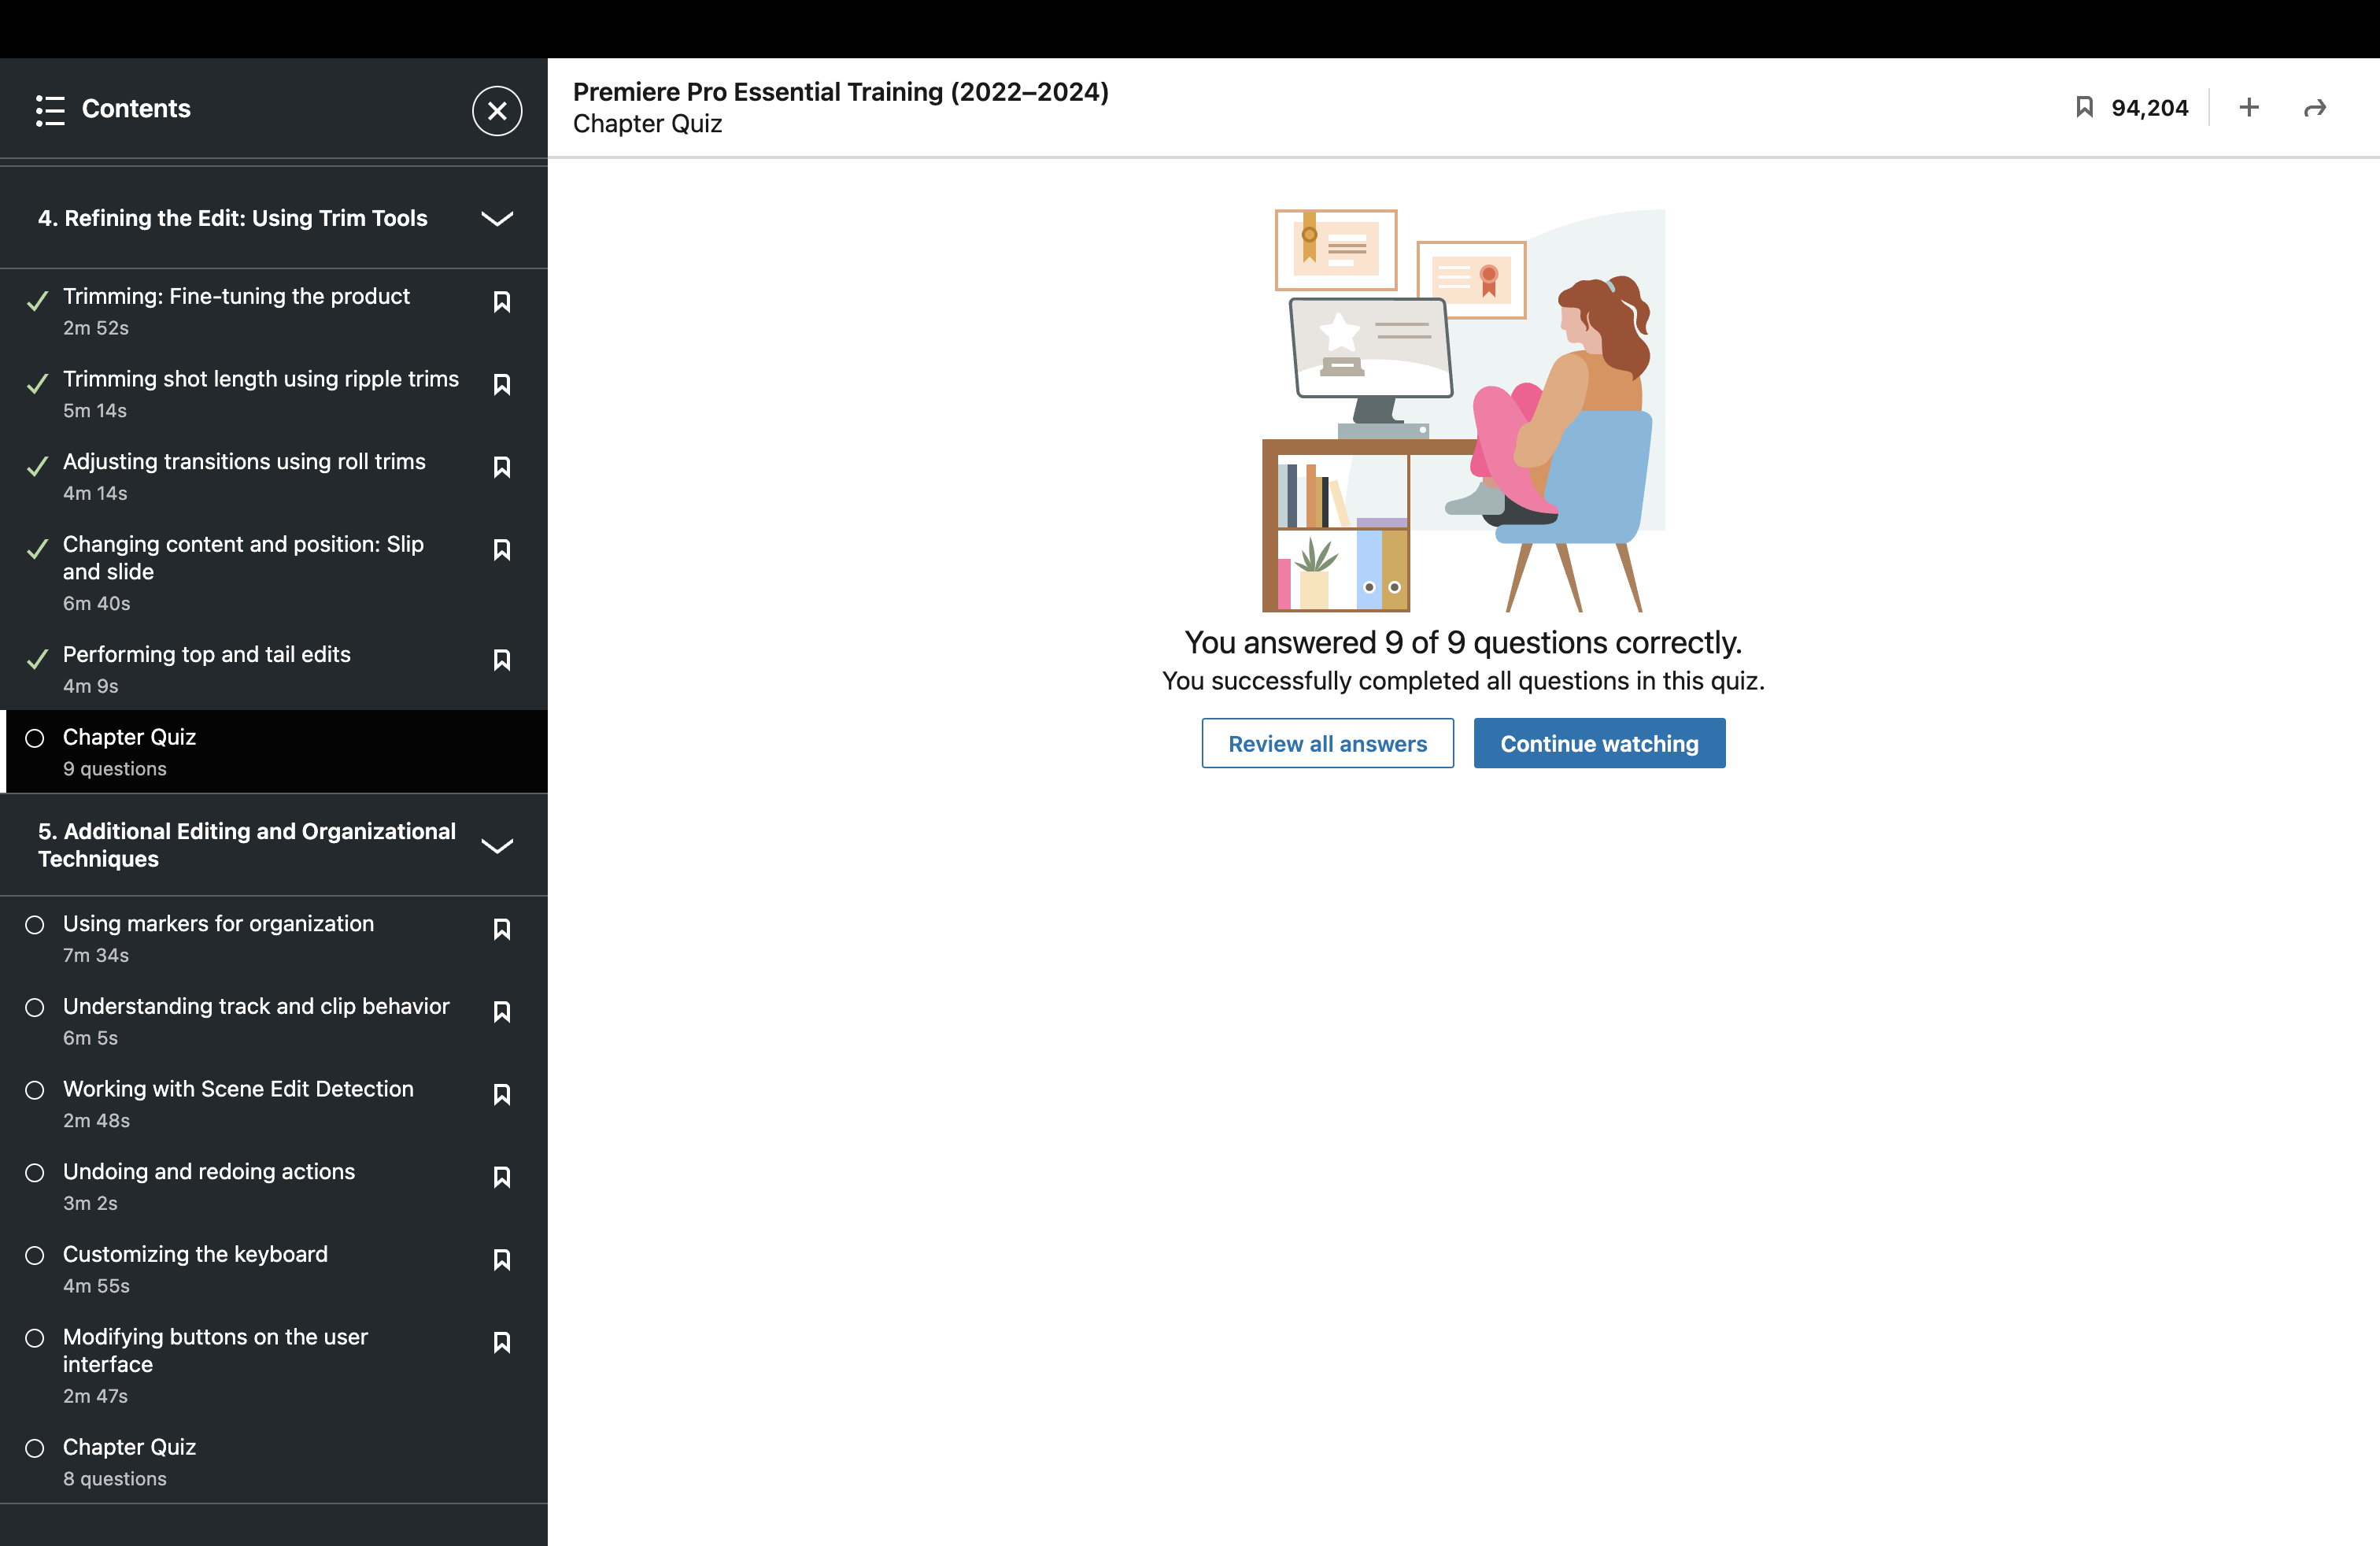 Contents
4. Refining the Edit: Using Trim Tools
Trimming: Fine-tuning the product
2m 52s
Trimming shot length using ripple trims
5m 14s
Adjusting transitions using roll trims
4m 14s
Changing content and position: Slip
and slide
6m 40s
Performing top and tail edits
4m 9s
Chapter Quiz
9 questions
5. Additional Editing and Organizational
Techniques
Using markers for organization
7m 34s
Understanding track and clip behavior
6m 5s
Working with Scene Edit Detection
2m 48s
Undoing and redoing actions
3m 2s
Customizing the keyboard
4m 55s
Modifying buttons on the user
interface
2m 47s
Chapter Quiz
8 questions
Premiere Pro Essential Training (2022–2024)
Chapter Quiz
94,204
You answered 9 of 9 questions correctly.
You successfully completed all questions in this quiz.
Review all answers
Continue watching